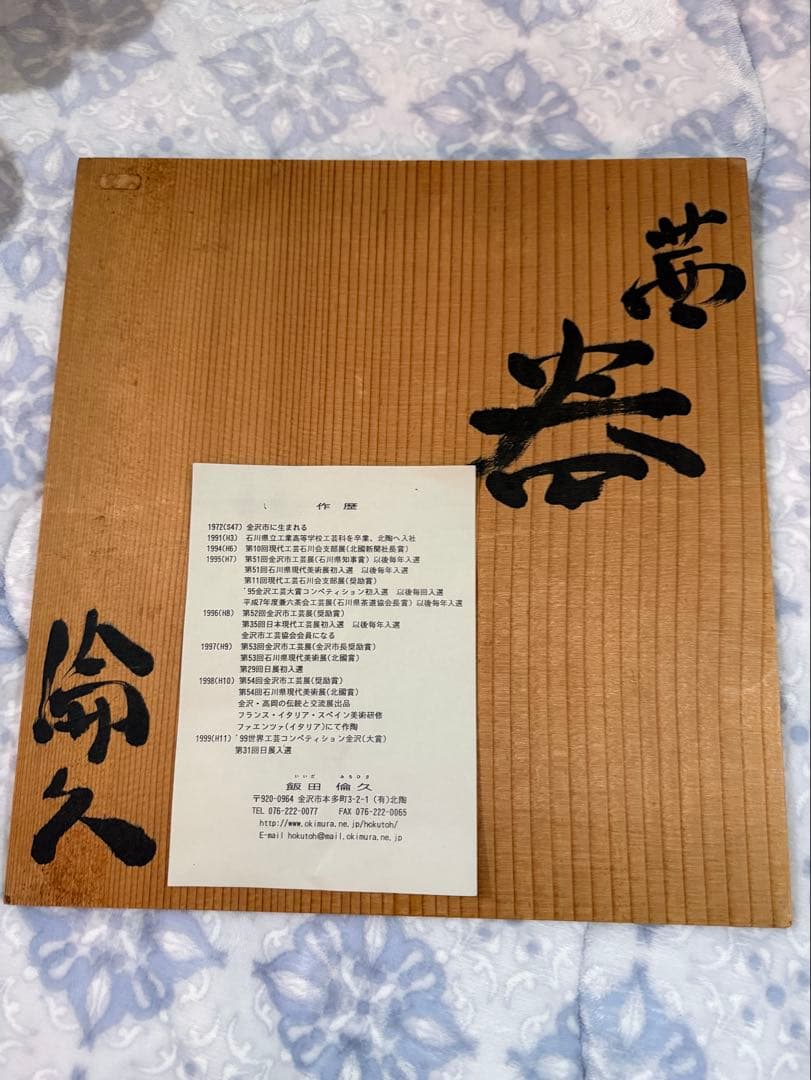 茜
器
倫久
作歴
1972(S47) 金沢市に生まれる
1991(H3) 石川県立工業高等学校工芸科を卒業、北陶へ入社
1994(H6) 第10回現代工芸石川会支部展(北國新聞社長賞)
1995(H7) 第51回金沢市工芸展(石川県知事賞)以後毎年入選
第51回石川県現代美術展初入選 以後毎年入選
第11回現代工芸石川会支部展(奨励賞)
'95金沢工芸大賞コンペティション初入選 以後毎回入選
平成7年度兼六茶会工芸展(石川県茶道協会長賞)以後毎年入選
1996(H8) 第52回金沢市工芸展(奨励賞)
第35回日本現代工芸展初入選 以後毎年入選
金沢市工芸協会会員になる
1997(H9) 第53回金沢市工芸展(金沢市長奨励賞)
第53回石川県現代美術展(北國賞)
第29回日展初入選
1998(H10) 第54回金沢市工芸展(奨励賞)
第54回石川県現代美術展(北國賞)
金沢・高岡の伝統と交流展出品
フランス・イタリア・スペイン美術研修
ファエンツァ(イタリア)にて作陶
1999(H11) '99世界工芸コンペティション金沢(大賞)
第31回日展入選
いいだ みちひさ
飯田 倫久
〒920-0964 金沢市本多町3-2-1 (有)北陶
TEL 076-222-0077 FAX 076-222-0065
http://www.okimura.ne.jp/hokutoh/
E-mail hokutoh@mail.okimura.ne.jp